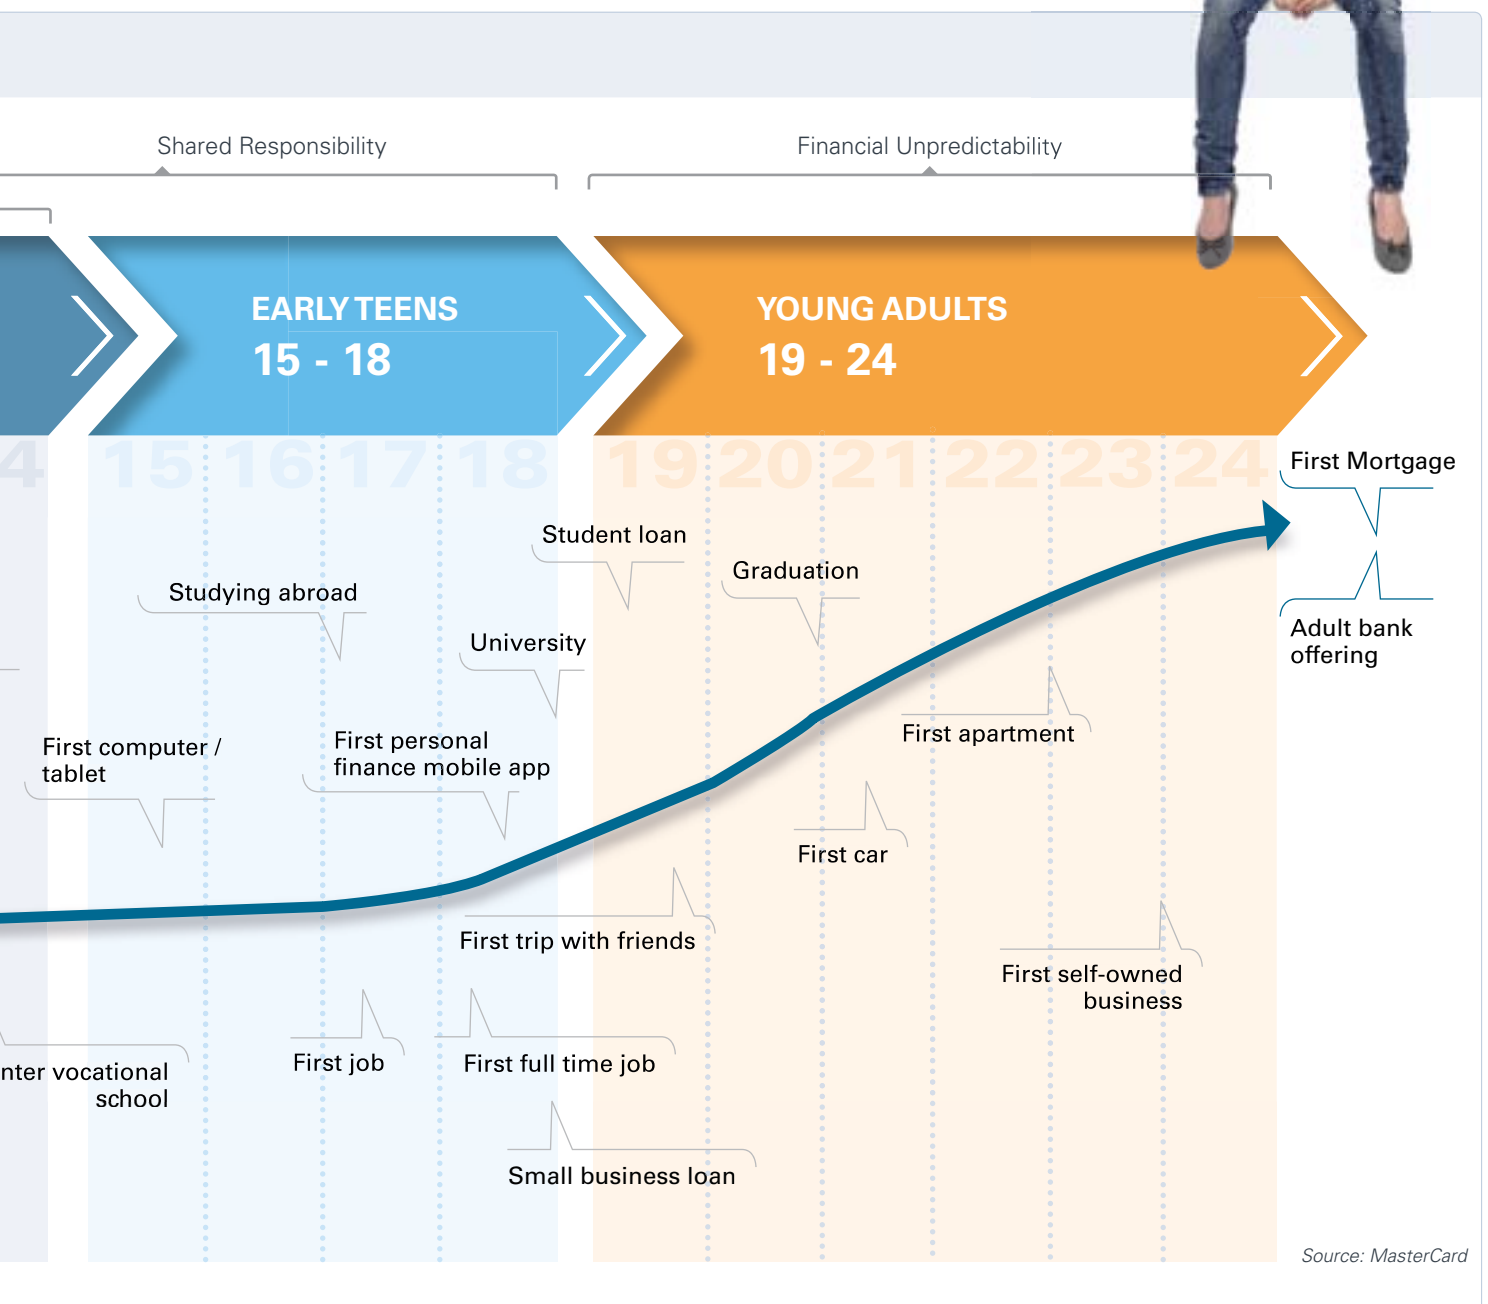 Shared Responsibility
Financial Unpredictability
EARLY TEENS
15 - 18
YOUNG ADULTS
19 - 24
4
15
16
17
18
19
20
21
22
23
24
First Mortgage
Student loan
Graduation
Studying abroad
Adult bank
offering
University
First computer /
tablet
First personal
finance mobile app
First apartment
First car
First trip with friends
First self-owned
business
nter vocational
school
First job
First full time job
Small business loan
Source: MasterCard